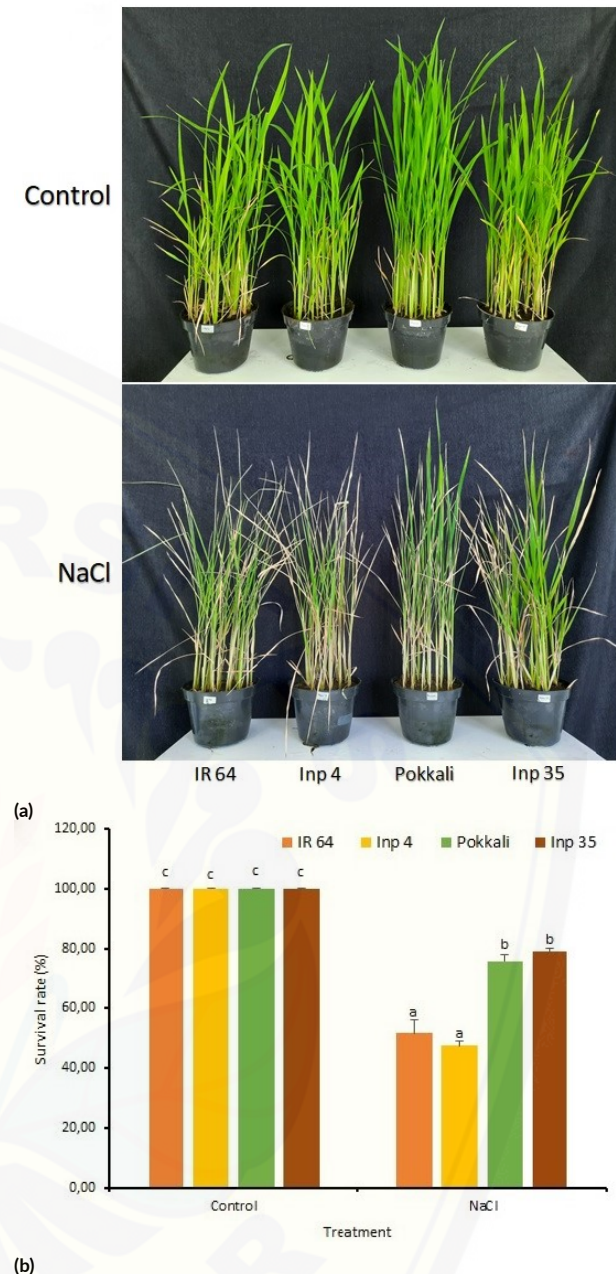 Control
NaCl
IR 64 Inp 4 Pokkali Inp 35
(a)
120,00
100,00
80,00
60,00
40,00
20,00
0,00
Survival rate (%)
IR 64 Inp 4 Pokkali Inp 35
c c c c
a a b b
Control NaCl
Treatment
(b)